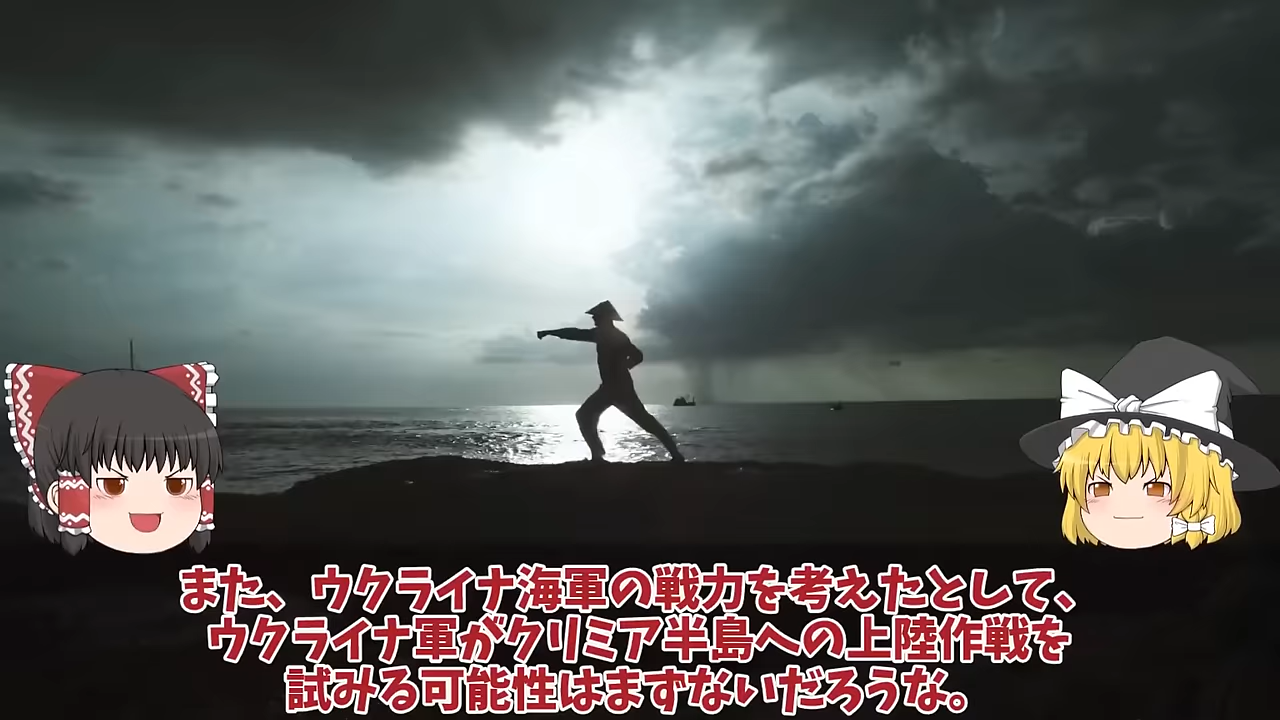 また、ウクライナ海軍の戦力を考えたとして、
ウクライナ軍がクリミア半島への上陸作戦を
試みる可能性はまずないだろうな。